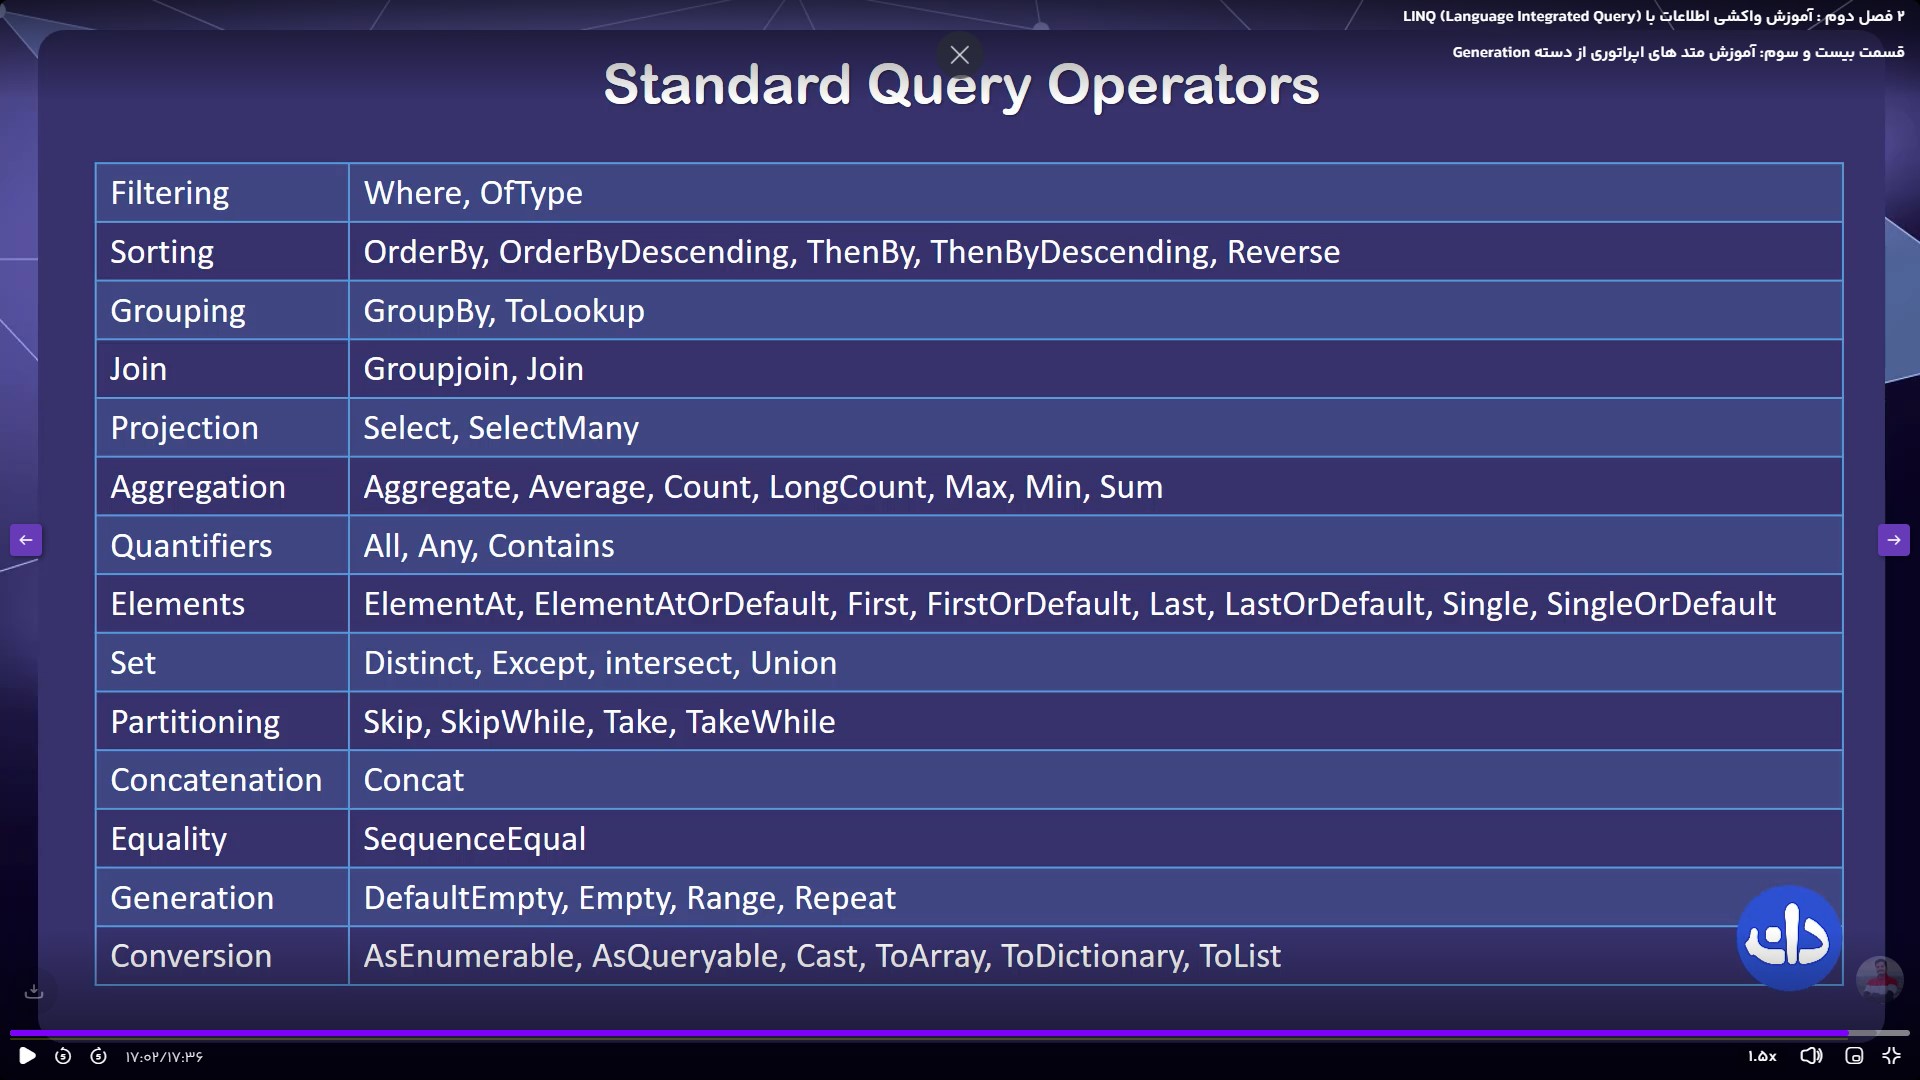 ۲ فصل دوم : آموزش واکشی اطلاعات با LINQ (Language Integrated Query)
قسمت بیست و سوم: آموزش متد های اپراتوری از دسته Generation
Standard Query Operators
Filtering Where, OfType
Sorting OrderBy, OrderByDescending, ThenBy, ThenByDescending, Reverse
Grouping GroupBy, ToLookup
Join Groupjoin, Join
Projection Select, SelectMany
Aggregation Aggregate, Average, Count, LongCount, Max, Min, Sum
Quantifiers All, Any, Contains
Elements ElementAt, ElementAtOrDefault, First, FirstOrDefault, Last, LastOrDefault, Single, SingleOrDefault
Set Distinct, Except, intersect, Union
Partitioning Skip, SkipWhile, Take, TakeWhile
Concatenation Concat
Equality SequenceEqual
Generation DefaultEmpty, Empty, Range, Repeat
Conversion AsEnumerable, AsQueryable, Cast, ToArray, ToDictionary, ToList
دان
۵ ۵ ۱۷:۰۲/۱۷:۳۶ ۱.۵x